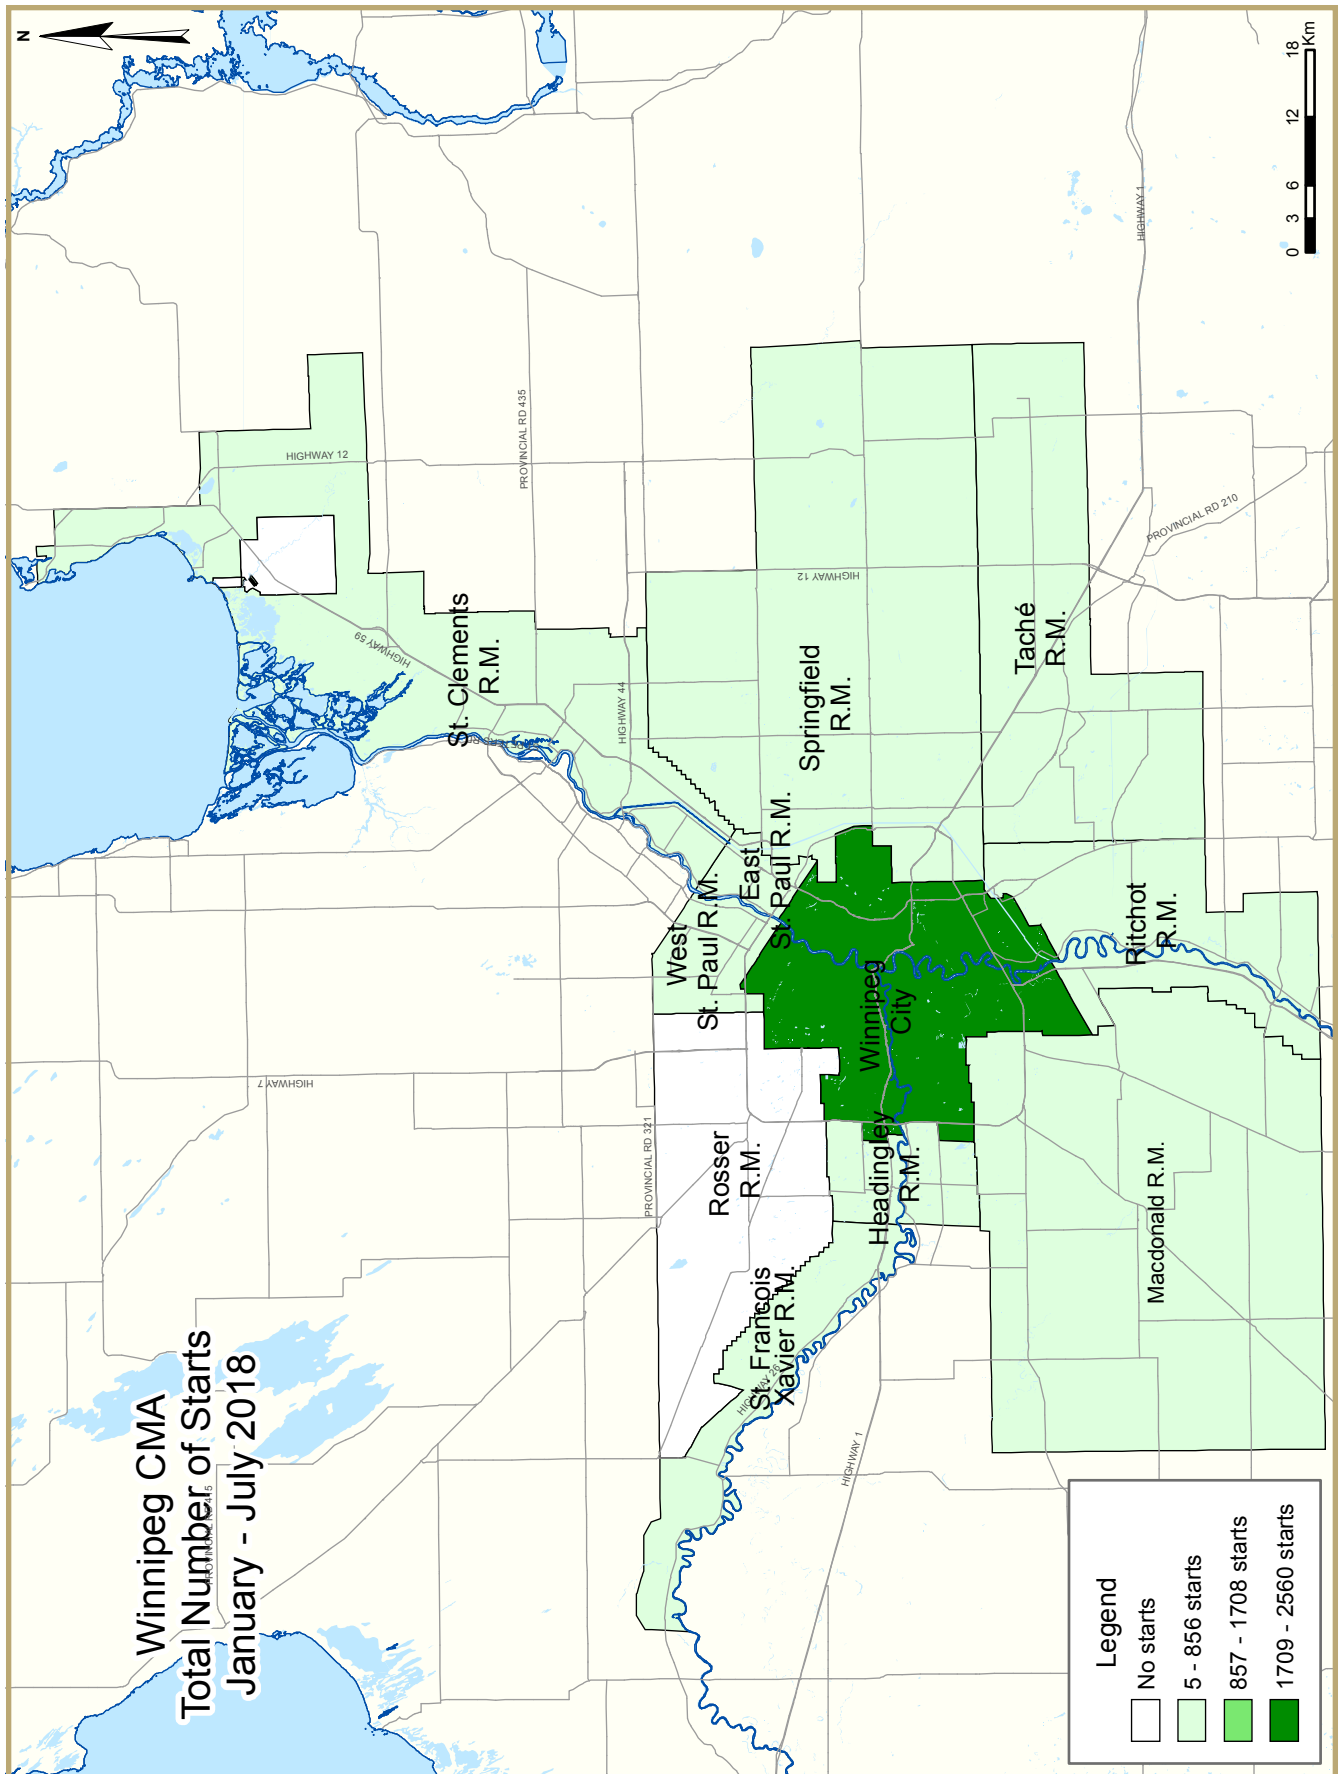 Winnipeg CMA
Total Number of Starts
January - July 2018
N
HIGHWAY 12
PROVINCIAL RD 435
HIGHWAY 59
St. Clements
R.M.
HIGHWAY 44
HIGHWAY 7
PROVINCIAL RD 321
West
St. Paul R.M.
East
St. Paul R.M.
Rosser
R.M.
Springfield
R.M.
HIGHWAY 12
St. Francois
Xavier R.M.
HIGHWAY 26
Headingley
R.M.
Winnipeg
City
HIGHWAY 1
Taché
R.M.
Ritchot
R.M.
Macdonald R.M.
HIGHWAY 1
PROVINCIAL RD 210
Legend
No starts
5 - 856 starts
857 - 1708 starts
1709 - 2560 starts
0 3 6 12 18
Km